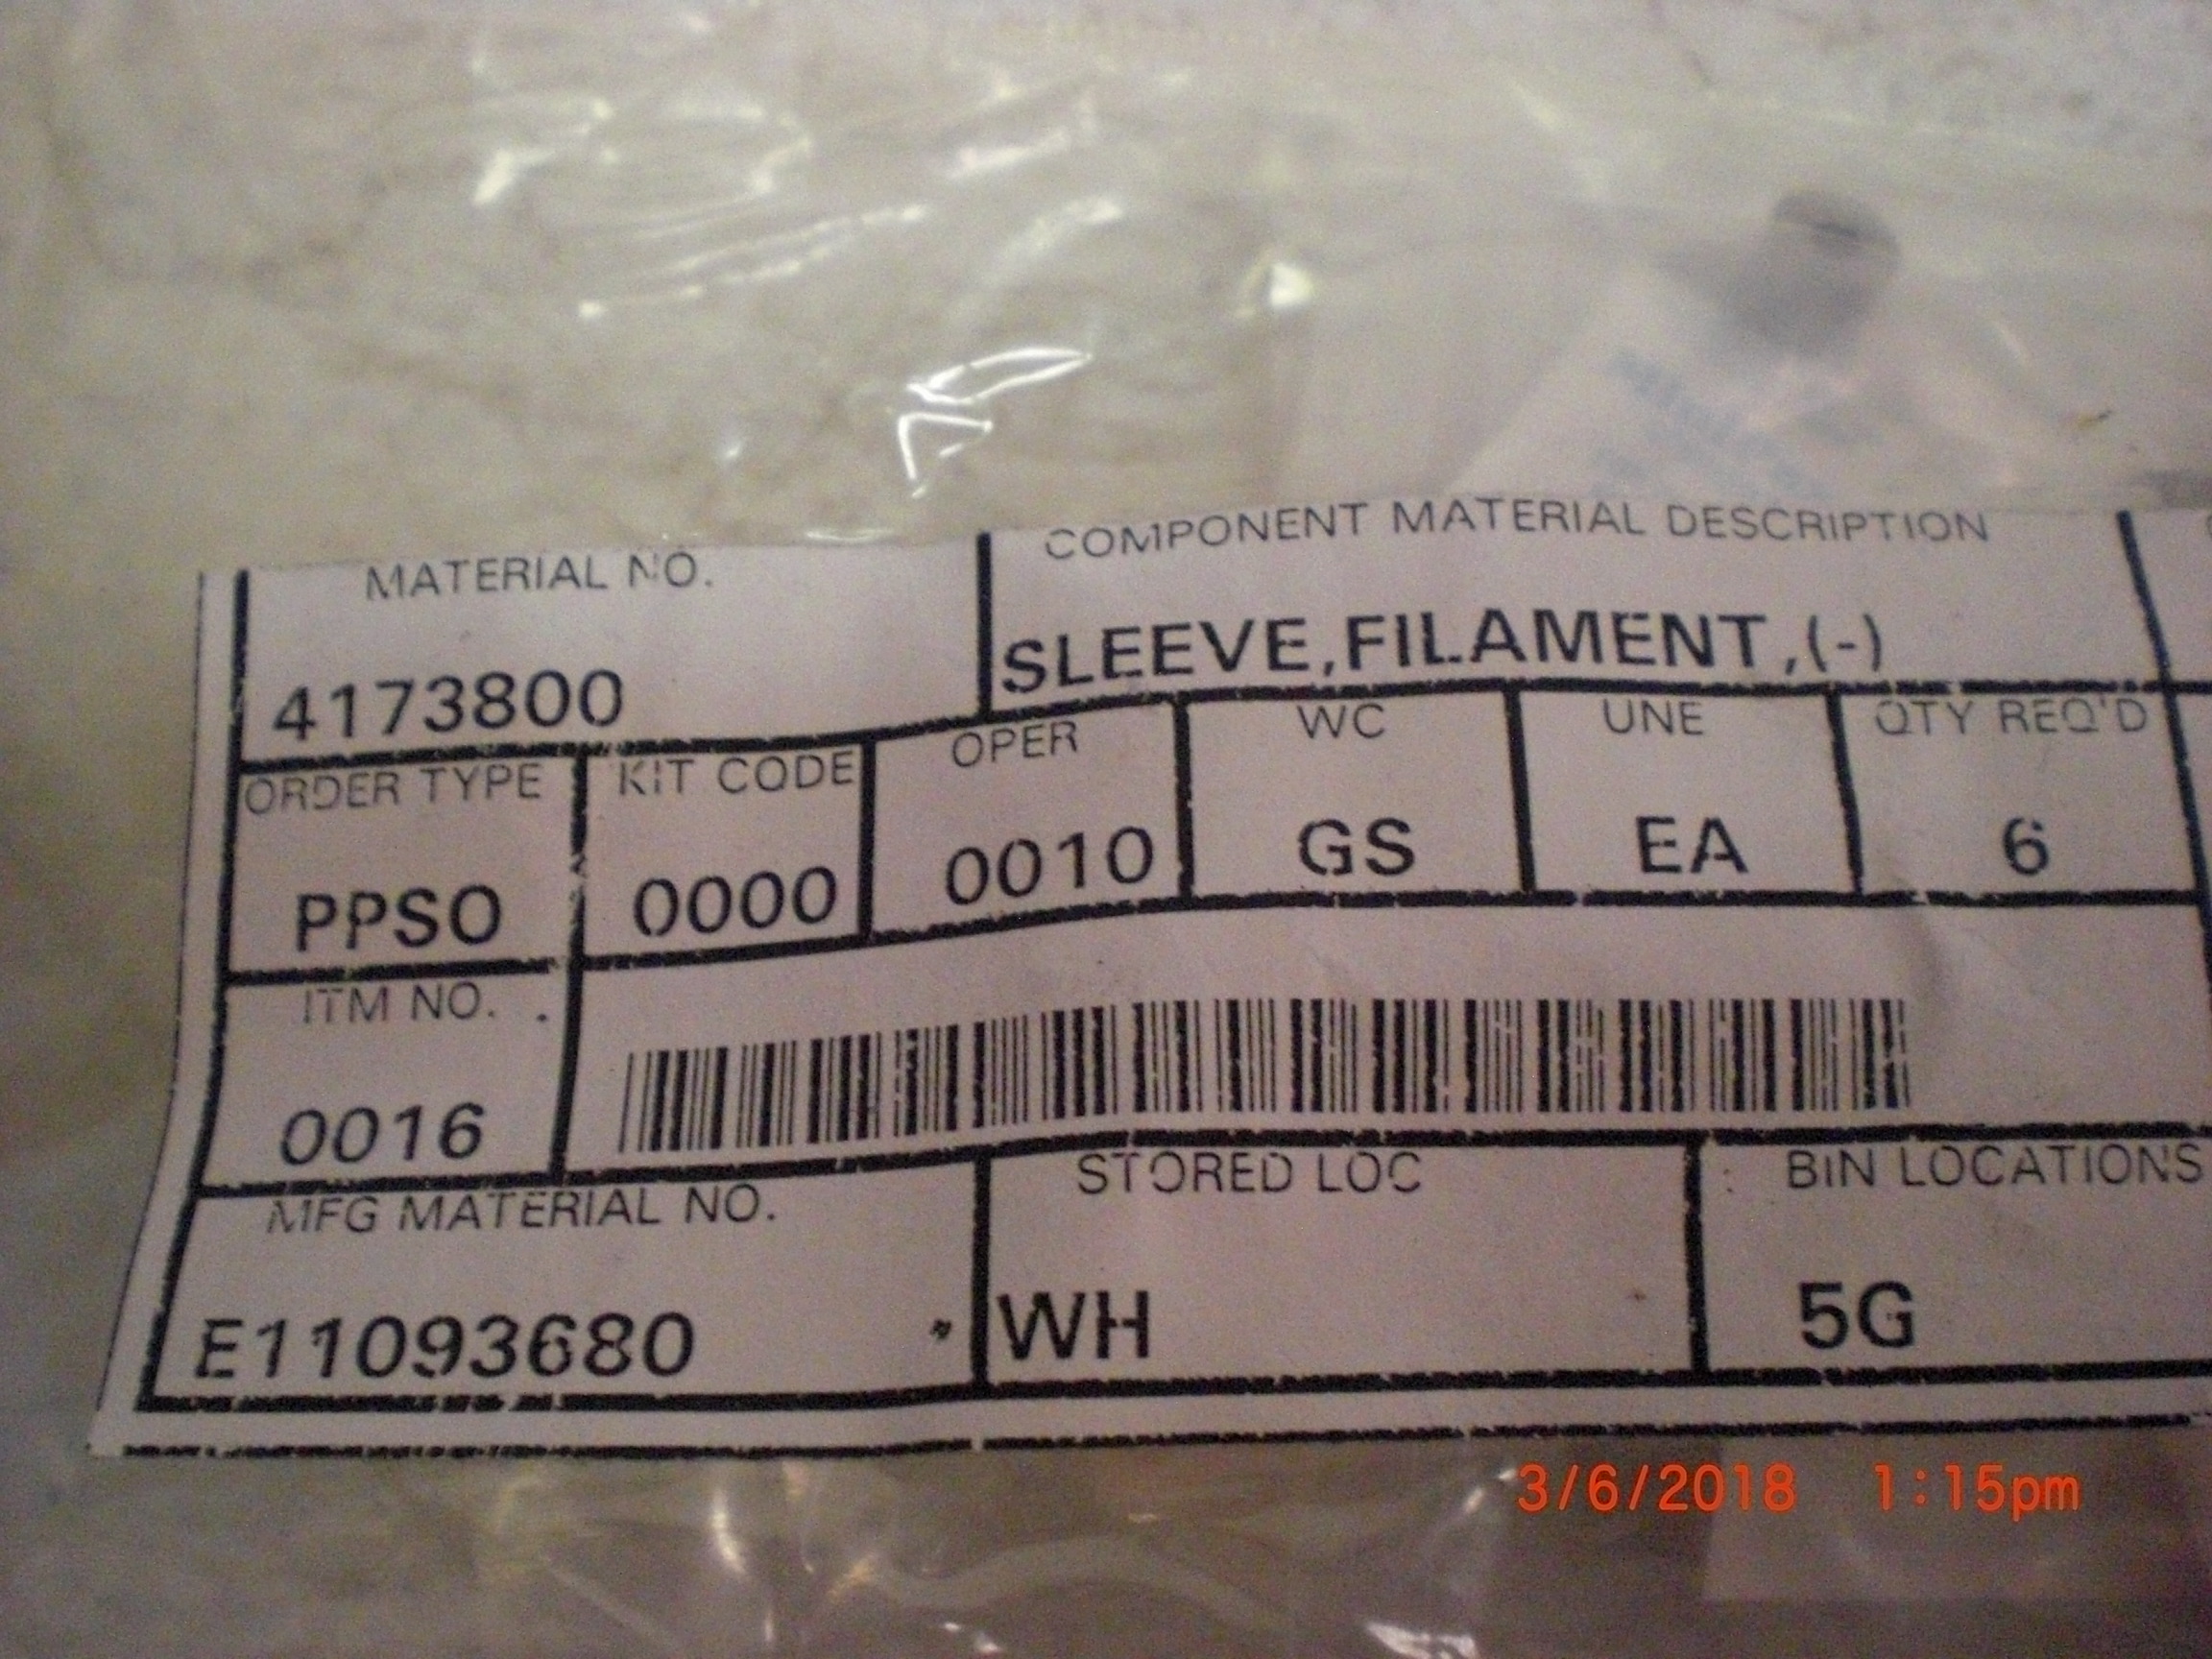 MATERIAL NO. COMPONENT MATERIAL DESCRIPTION
4173800 SLEEVE,FILAMENT,(-)
ORDER TYPE KIT CODE OPER WC UNE QTY REQ'D
PPSO 0000 0010 GS EA 6
ITM NO.
0016
MFG MATERIAL NO. STORED LOC BIN LOCATIONS
E11093680 WH 5G
3/6/2018 1:15pm